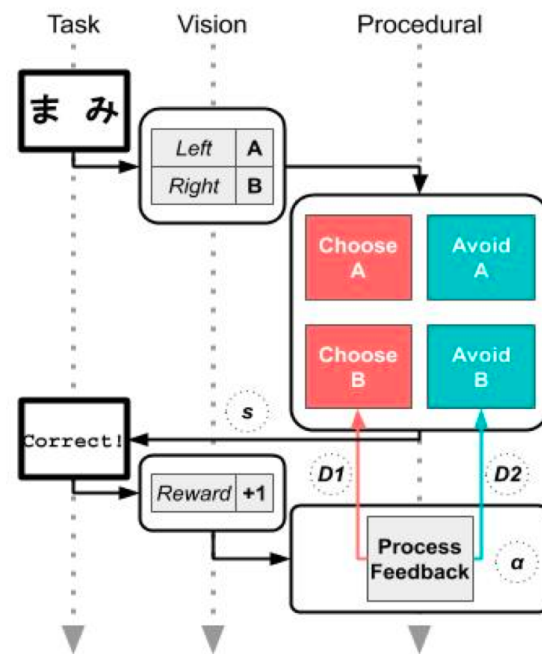 Task Vision Procedural
ま み
Left A
Right B
Choose A
Avoid A
Choose B
Avoid B
s
Correct!
D1
D2
Reward +1
Process
Feedback
α